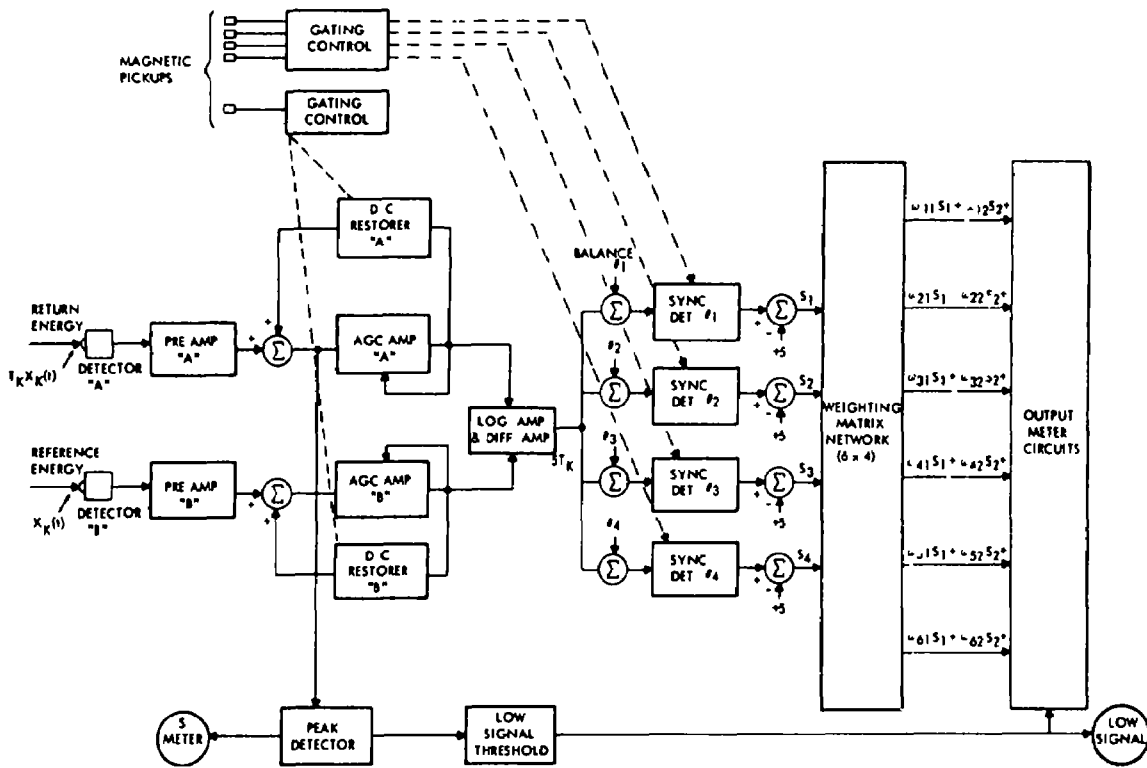 MAGNETIC
PICKUPS
GATING
CONTROL
GATING
CONTROL
D C
RESTORER
"A"
BALANCE
RETURN
ENERGY
DETECTOR
"A"
PRE AMP
"A"
+
+
Σ
AGC AMP
"A"
REFERENCE
ENERGY
X_K(t)
DETECTOR
"B"
PRE AMP
"B"
+
+
Σ
AGC AMP
"B"
D C
RESTORER
"B"
LOG AMP
& DIFF AMP
Σ
SYNC
DET #1
+
-
Σ
+5
S1
#2
Σ
SYNC
DET #2
+
-
Σ
+5
S2
#3
Σ
SYNC
DET #3
+
-
Σ
+5
S3
#4
Σ
SYNC
DET #4
+
-
Σ
+5
S4
WEIGHTING
MATRIX
NETWORK
(6 x 4)
OUTPUT
METER
CIRCUITS
S
METER
PEAK
DETECTOR
LOW
SIGNAL
THRESHOLD
LOW
SIGNAL